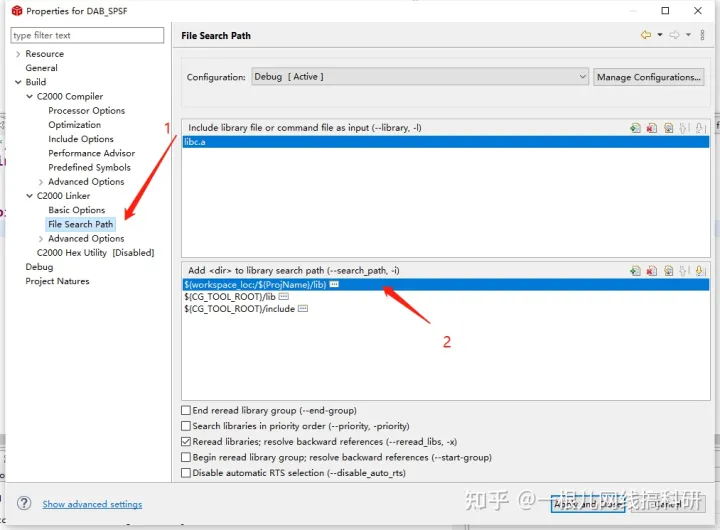 Properties for DAB_SPSF
type filter text
File Search Path
Resource
General
Build
C2000 Compiler
Processor Options
Optimization
Include Options
Performance Advisor
Predefined Symbols
Advanced Options
C2000 Linker
Basic Options
File Search Path
Advanced Options
C2000 Hex Utility [Disabled]
Debug
Project Natures
1
Configuration:
Debug [ Active ]
Manage Configurations...
Include library file or command file as input (--library, -l)
libc.a
Add <dir> to library search path (--search_path, -i)
${workspace_loc:/${ProjName}/lib}
${CG_TOOL_ROOT}/lib
${CG_TOOL_ROOT}/include
2
End reread library group (--end-group)
Search libraries in priority order (--priority, -priority)
Reread libraries; resolve backward references (--reread_libs, -x)
Begin reread library group; resolve backward references (--start-group)
Disable automatic RTS selection (--disable_auto_rts)
Show advanced settings
Apply and Close
Cancel
知乎 @一根儿网线搞科研